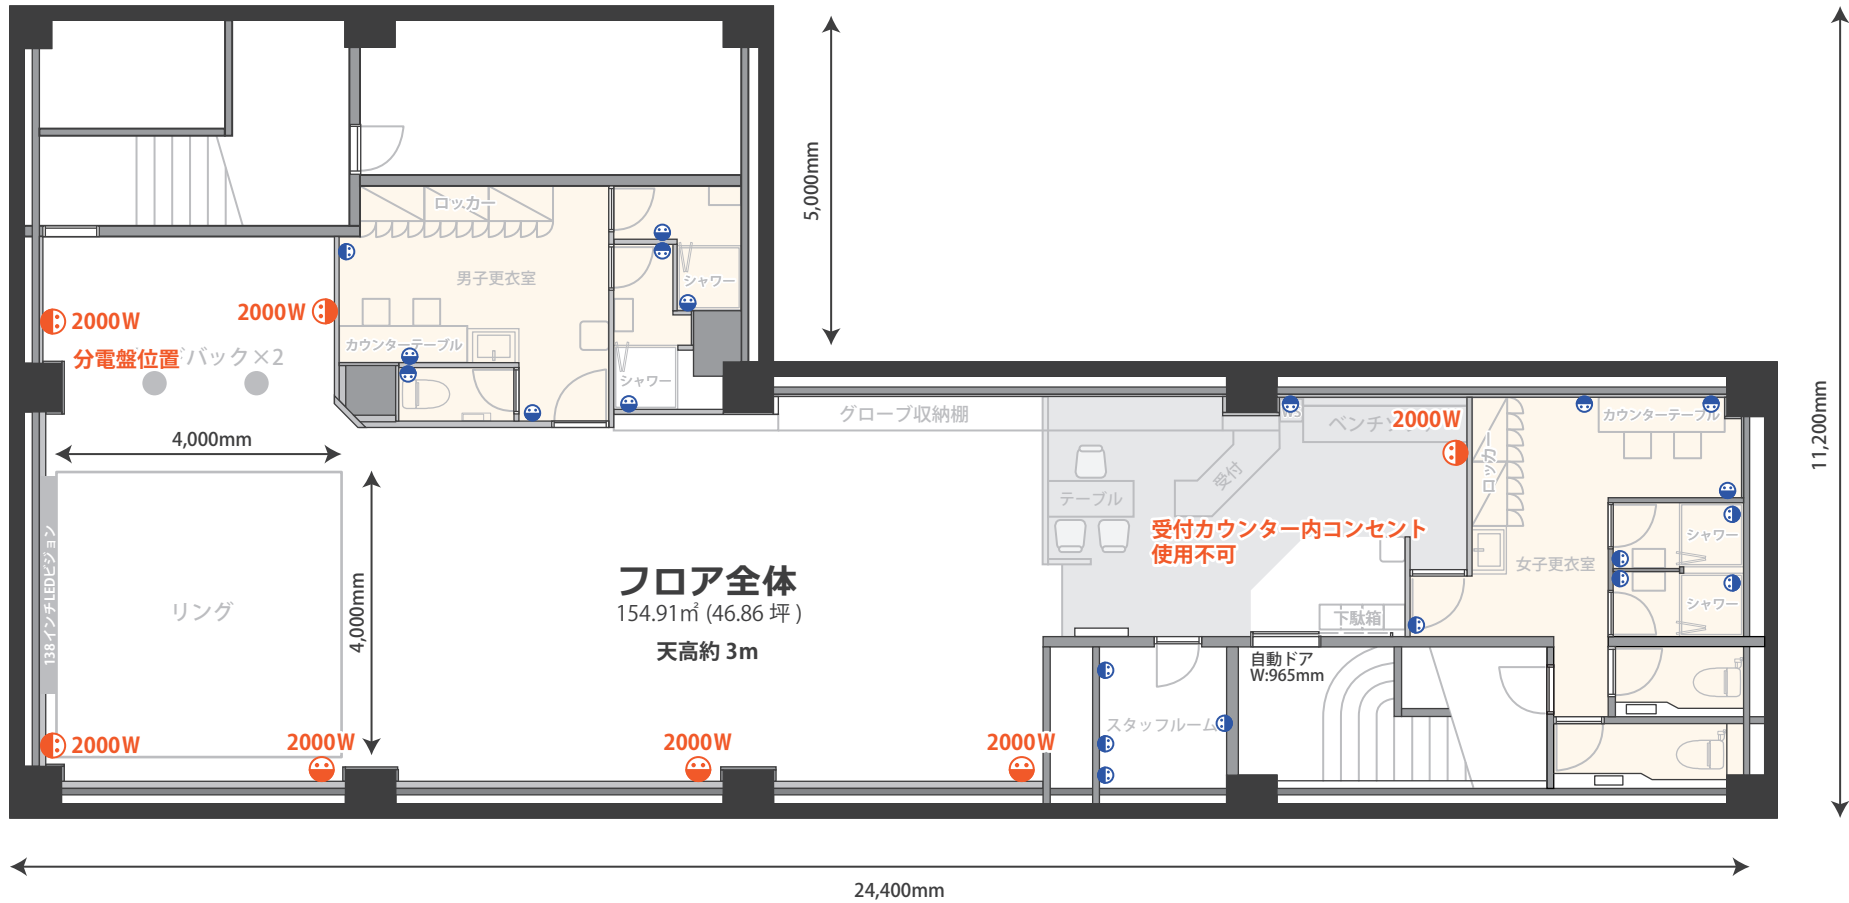 5,000mm
11,200mm
ロッカー
男子更衣室
シャワー
2000W
2000W
分電盤位置
バック×2
カウンターテーブル
シャワー
グローブ収納棚
ベンチ
2000W
カウンターテーブル
ロッカー
4,000mm
受付
テーブル
受付カウンター内コンセント
使用不可
シャワー
女子更衣室
シャワー
138インチLEDビジョン
リング
4,000mm
フロア全体
154.91㎡ (46.86 坪 )
天高約 3m
下駄箱
自動ドア
W:965mm
スタッフルーム
2000W
2000W
2000W
2000W
24,400mm